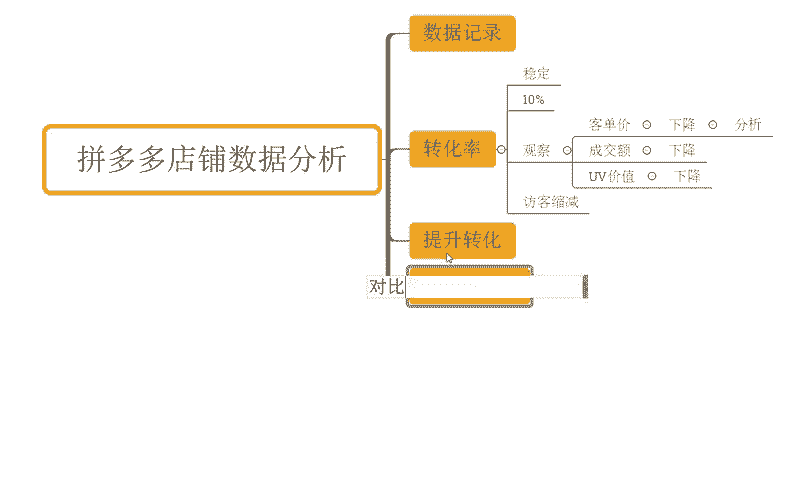 拼多多店铺数据分析
数据记录
转化率
稳定
10%
观察
客单价 下降 分析
成交额 下降
UV价值 下降
访客缩减
提升转化
对比